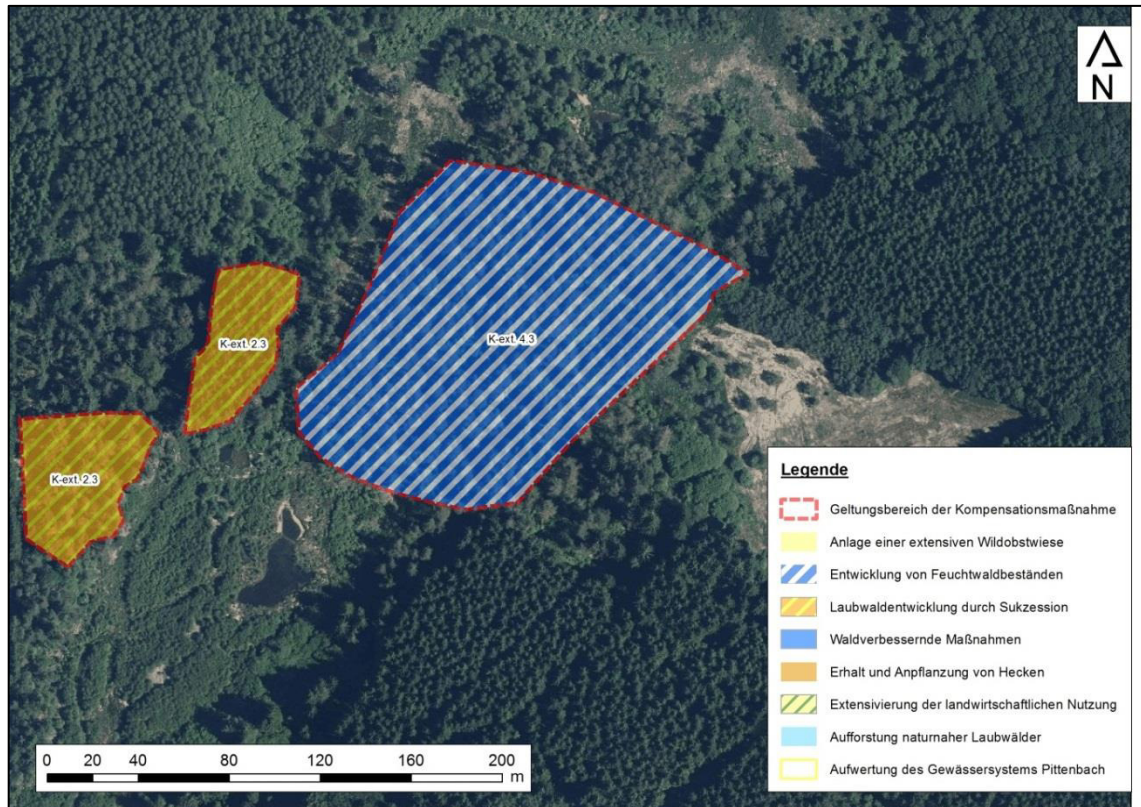 N
K-ext. 4.3
K-ext. 2.3
K-ext. 2.3
Legende
Geltungsbereich der Kompensationsmaßnahme
Anlage einer extensiven Wildobstwiese
Entwicklung von Feuchtwaldbeständen
Laubwaldentwicklung durch Sukzession
Waldverbessernde Maßnahmen
Erhalt und Anpflanzung von Hecken
Extensivierung der landwirtschaftlichen Nutzung
Aufforstung naturnaher Laubwälder
Aufwertung des Gewässersystems Pittenbach
0 20 40 80 120 160 200
m